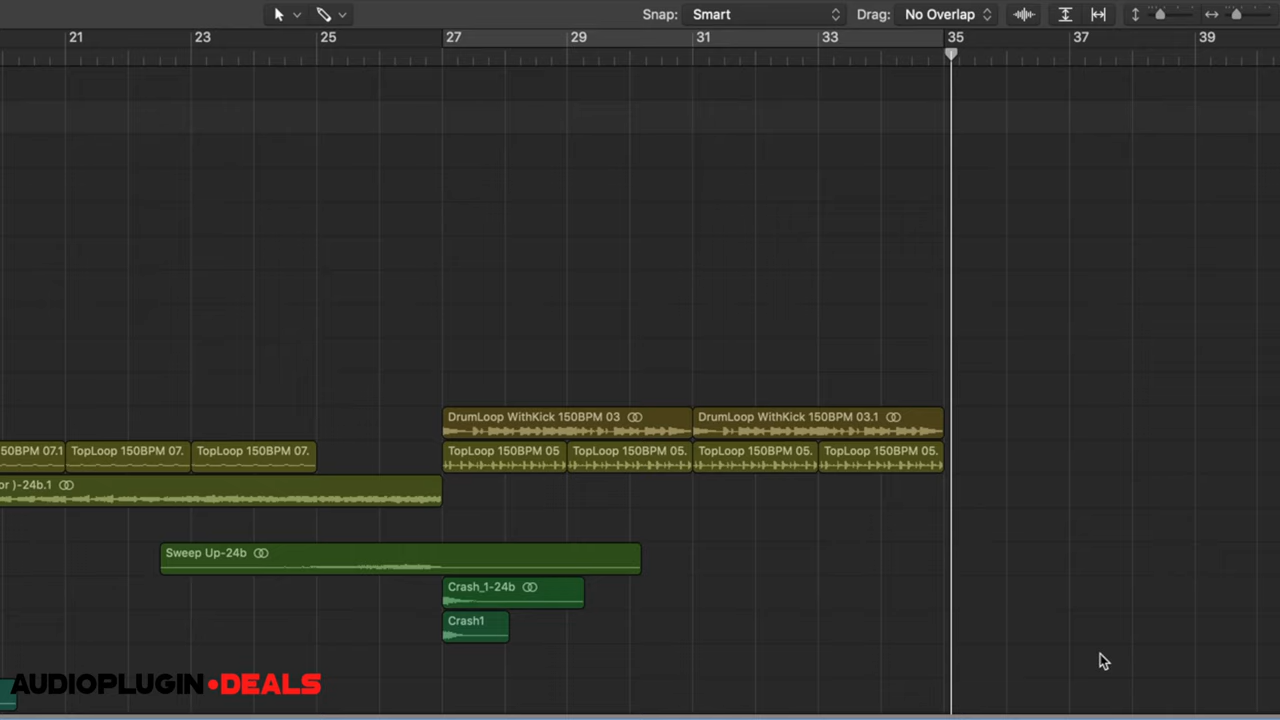 Snap: Smart Drag: No Overlap
21 23 25 27 29 31 33 35 37 39
DrumLoop WithKick 150BPM 03 DrumLoop WithKick 150BPM 03.1
50BPM 07.1 TopLoop 150BPM 07. TopLoop 150BPM 07. TopLoop 150BPM 05 TopLoop 150BPM 05. TopLoop 150BPM 05. TopLoop 150BPM 05.
or )-24b.1
Sweep Up-24b
Crash_1-24b
Crash1
AUDIOPLUGIN•DEALS